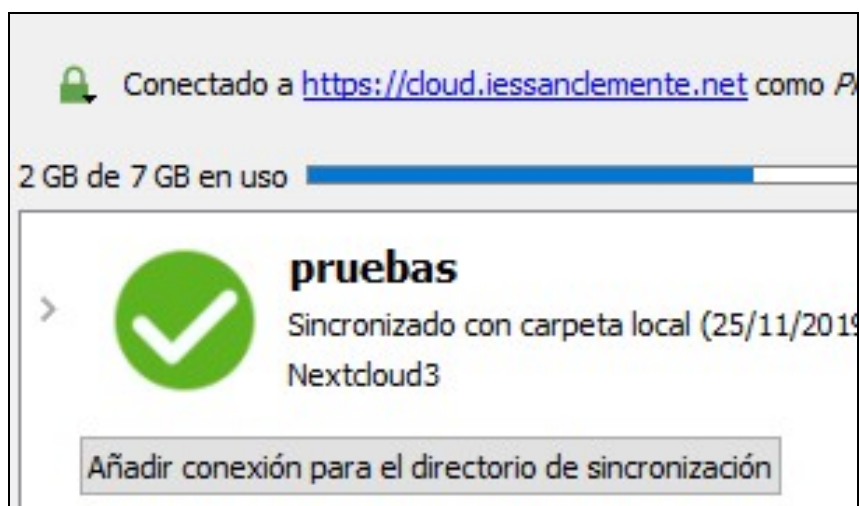 Conectado a https://cloud.iessanclemente.net como
2 GB de 7 GB en uso
pruebas
Sincronizado con carpeta local (25/11/2019
Nextcloud3
Añadir conexión para el directorio de sincronización